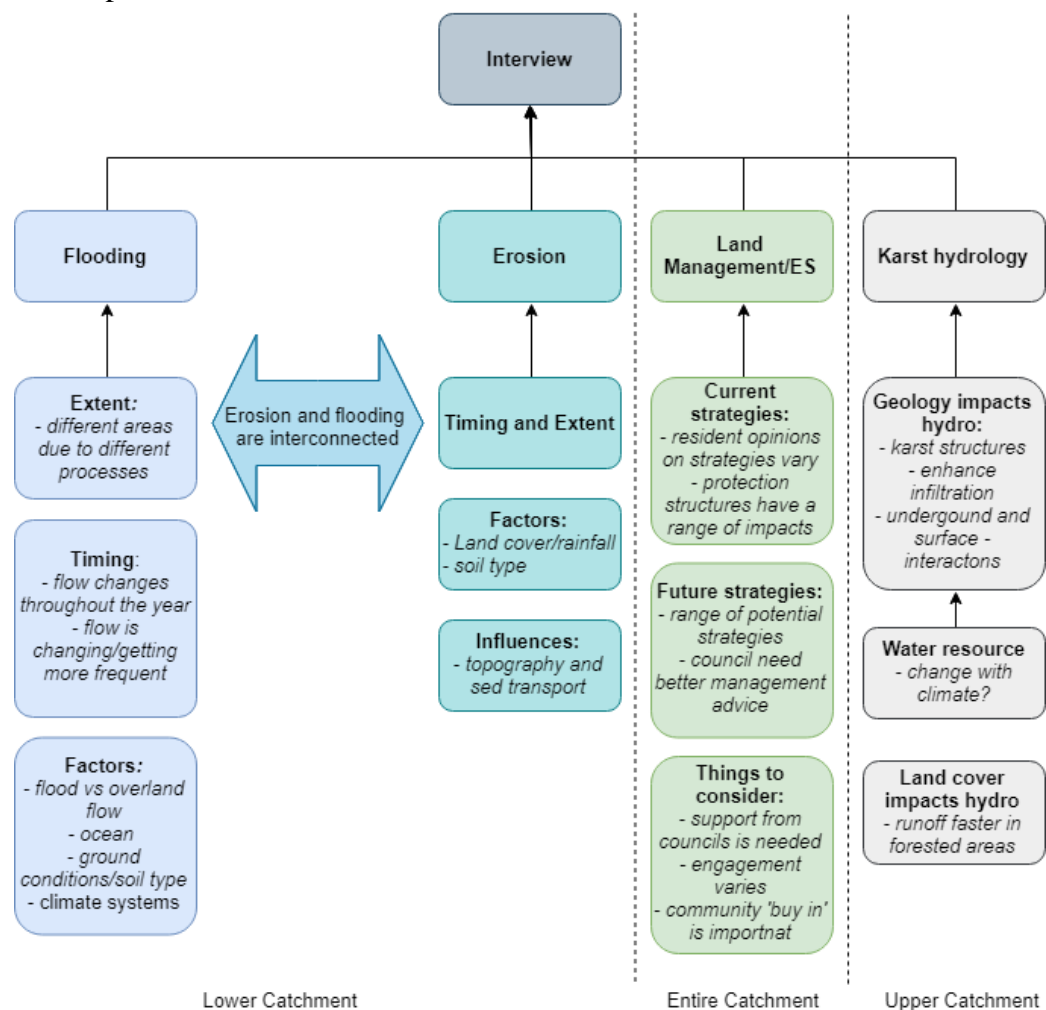 Interview
Flooding
Erosion
Land
Management/ES
Karst hydrology
Extent:
- different areas
due to different
processes
Timing:
- flow changes
throughout the year
- flow is
changing/getting
more frequent
Factors:
- flood vs overland
flow
- ocean
- ground
conditions/soil type
- climate systems
Erosion and flooding
are interconnected
Timing and Extent
Factors:
- Land cover/rainfall
- soil type
Influences:
- topography and
sed transport
Current
strategies:
- resident opinions
on strategies vary
- protection
structures have a
range of impacts
Future strategies:
- range of potential
strategies
- council need
better management
advice
Things to
consider:
- support from
councils is needed
- engagement
varies
- community 'buy in'
is importnat
Geology impacts
hydro:
- karst structures
- enhance
infiltration
- undergound and
surface -
interactons
Water resource
- change with
climate?
Land cover
impacts hydro
- runoff faster in
forested areas
Lower Catchment
Entire Catchment
Upper Catchment